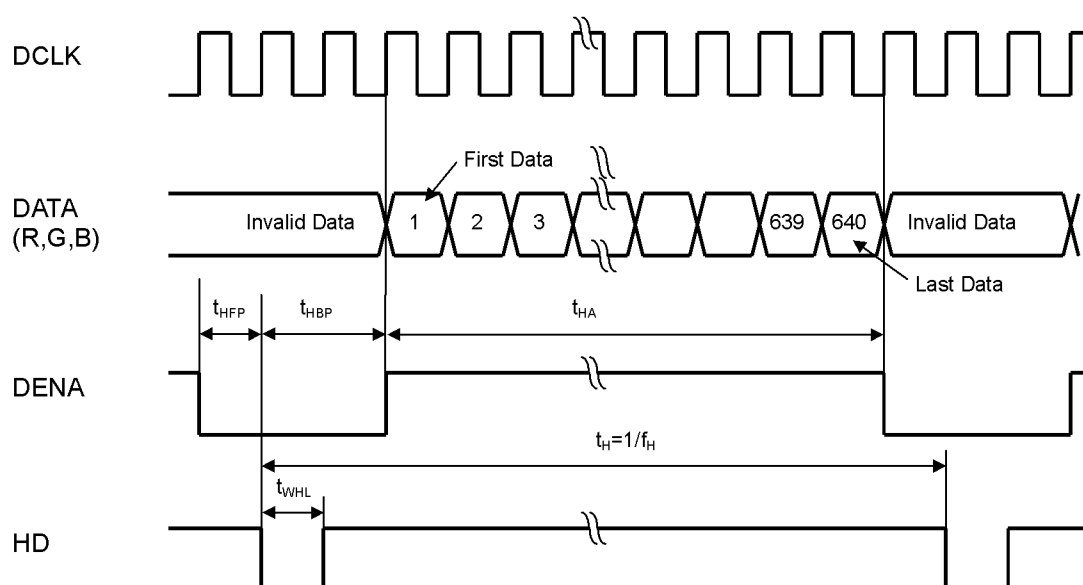 DCLK
First Data
DATA
(R,G,B)
Invalid Data
1
2
3
639
640
Invalid Data
Last Data
tHFP
tHBP
tHA
DENA
tH=1/fH
tWHL
HD